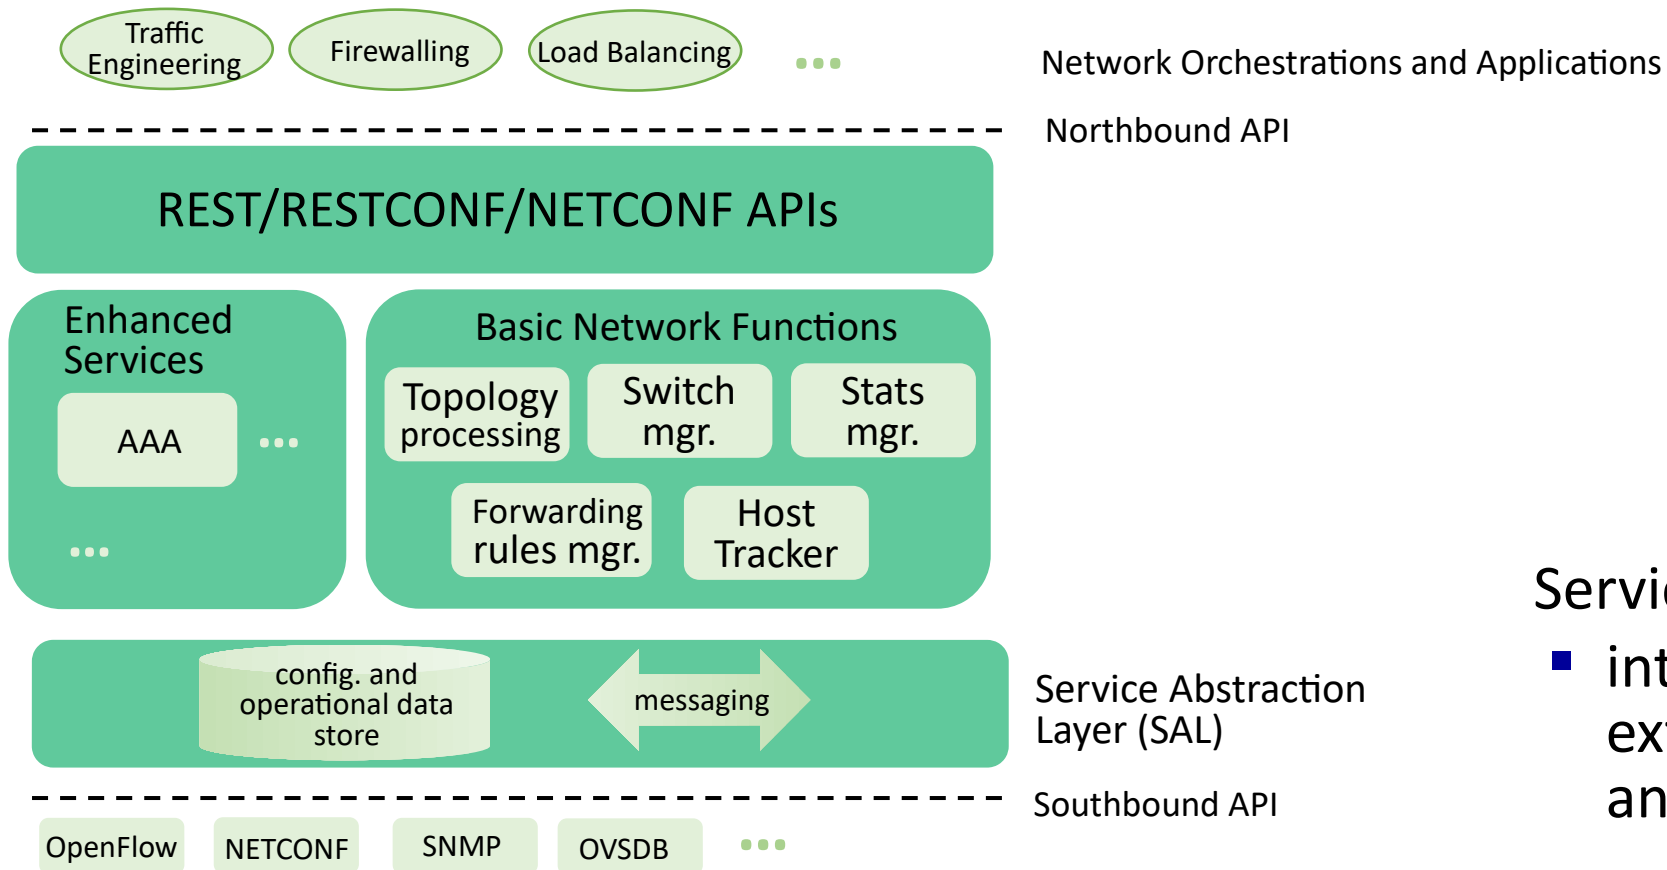 Traffic
Engineering
Firewalling
Load Balancing
...
Network Orchestrations and Applications
Northbound API
REST/RESTCONF/NETCONF APIs
Enhanced
Services
AAA
...
...
Basic Network Functions
Topology
processing
Switch
mgr.
Stats
mgr.
Forwarding
rules mgr.
Host
Tracker
config. and
operational data
store
messaging
Service Abstraction
Layer (SAL)
Southbound API
OpenFlow
NETCONF
SNMP
OVSDB
...